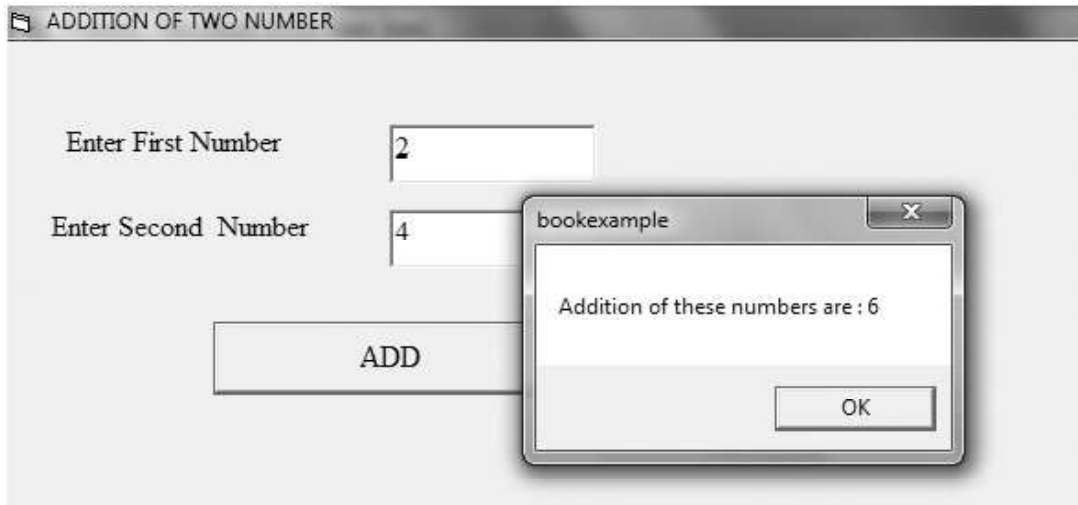 ADDITION OF TWO NUMBER
Enter First Number
2
Enter Second Number
4
ADD
bookexample
Addition of these numbers are : 6
OK